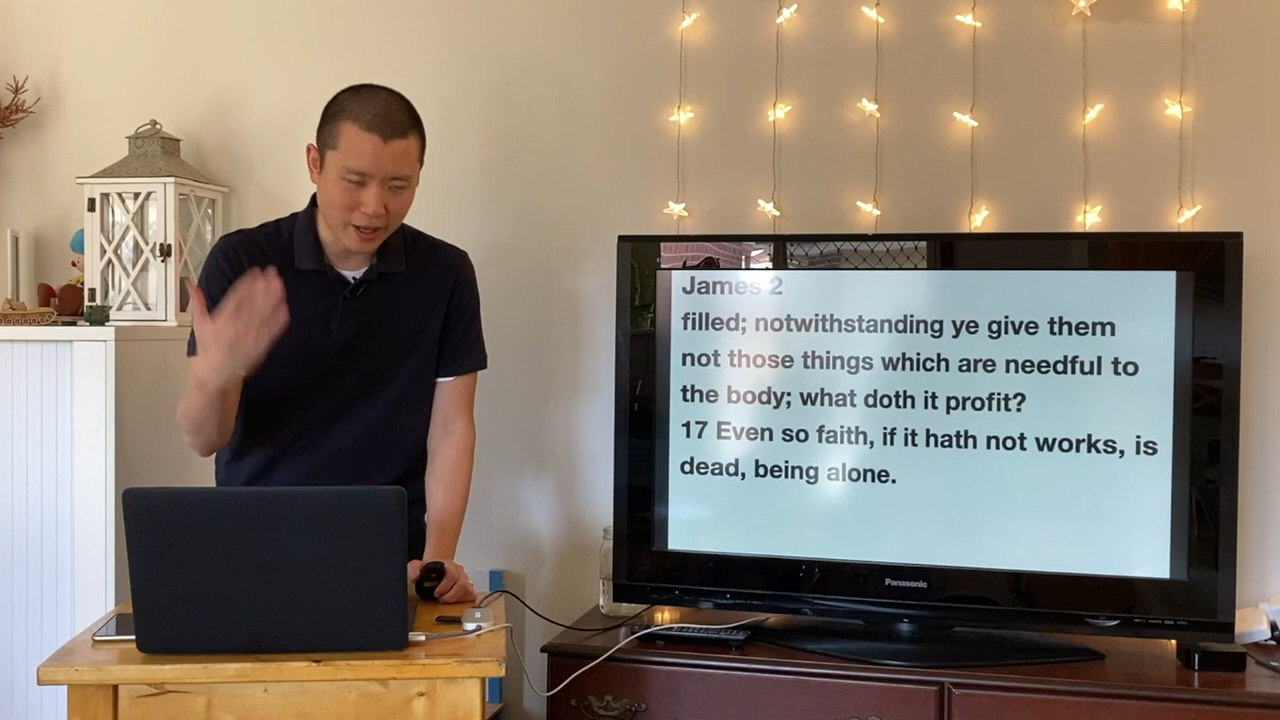 James 2
filled; notwithstanding ye give them
not those things which are needful to
the body; what doth it profit?
17 Even so faith, if it hath not works, is
dead, being alone.
Panasonic